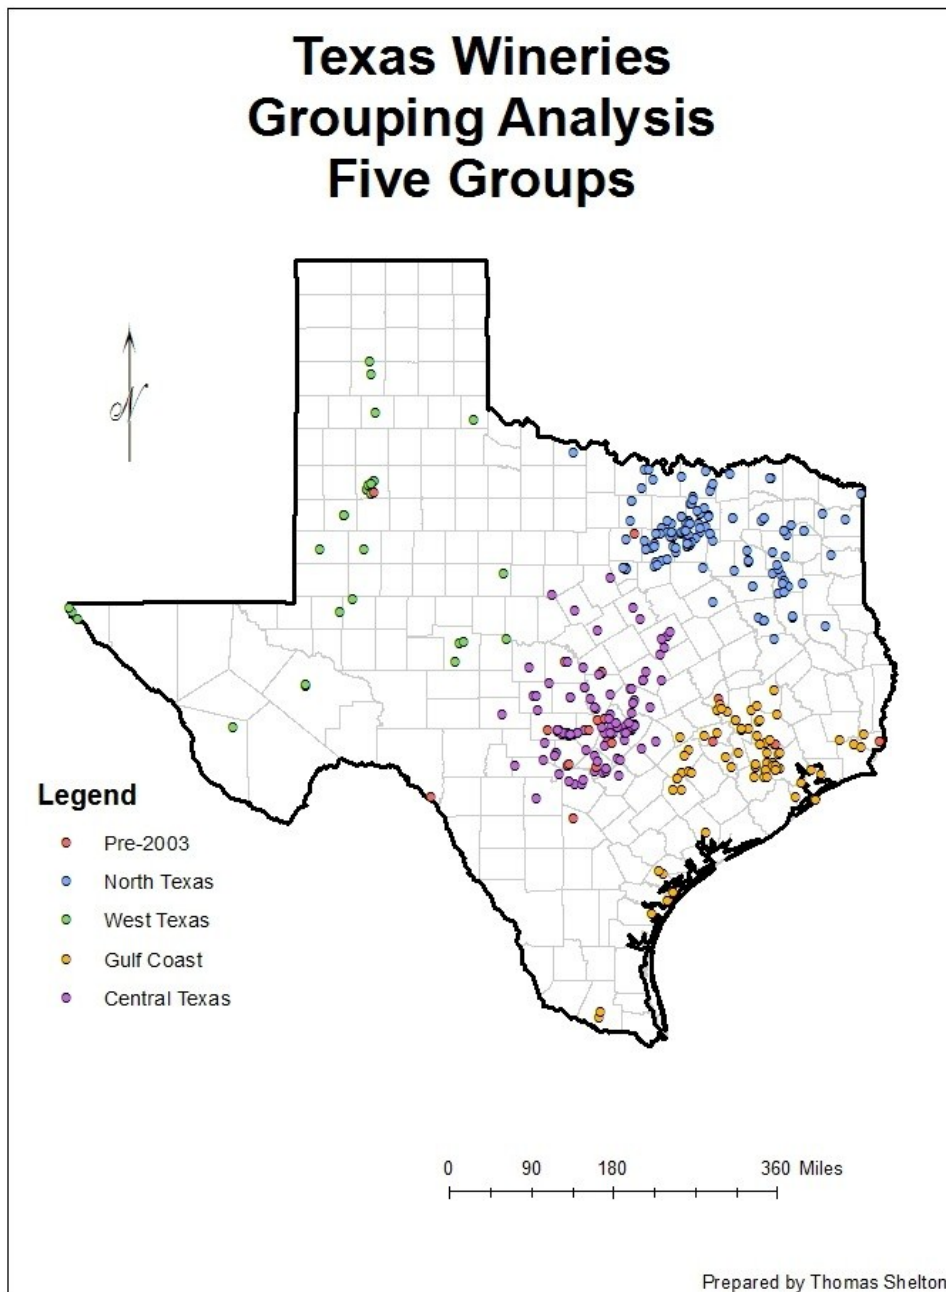 Texas Wineries
Grouping Analysis
Five Groups
N
Legend
Pre-2003
North Texas
West Texas
Gulf Coast
Central Texas
0 90 180 360 Miles
Prepared by Thomas Shelton